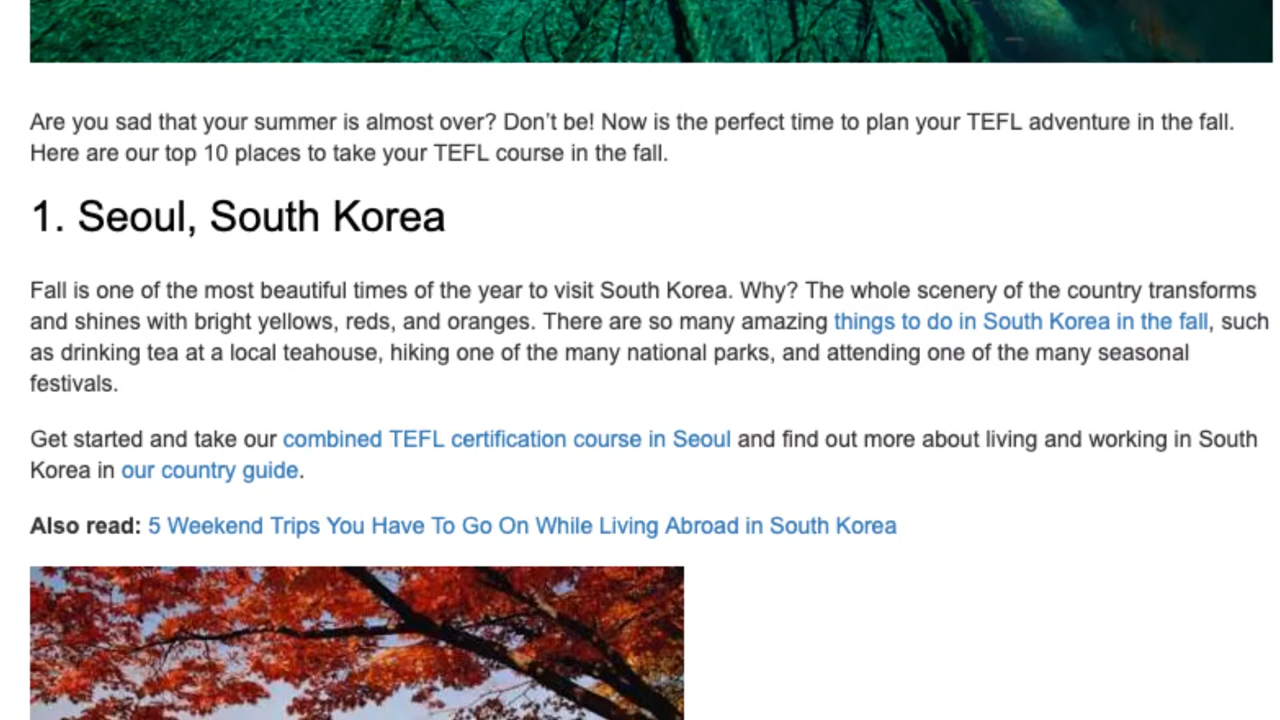 Are you sad that your summer is almost over? Don’t be! Now is the perfect time to plan your TEFL adventure in the fall.
Here are our top 10 places to take your TEFL course in the fall.
1. Seoul, South Korea
Fall is one of the most beautiful times of the year to visit South Korea. Why? The whole scenery of the country transforms
and shines with bright yellows, reds, and oranges. There are so many amazing things to do in South Korea in the fall, such
as drinking tea at a local teahouse, hiking one of the many national parks, and attending one of the many seasonal
festivals.
Get started and take our combined TEFL certification course in Seoul and find out more about living and working in South
Korea in our country guide.
Also read: 5 Weekend Trips You Have To Go On While Living Abroad in South Korea